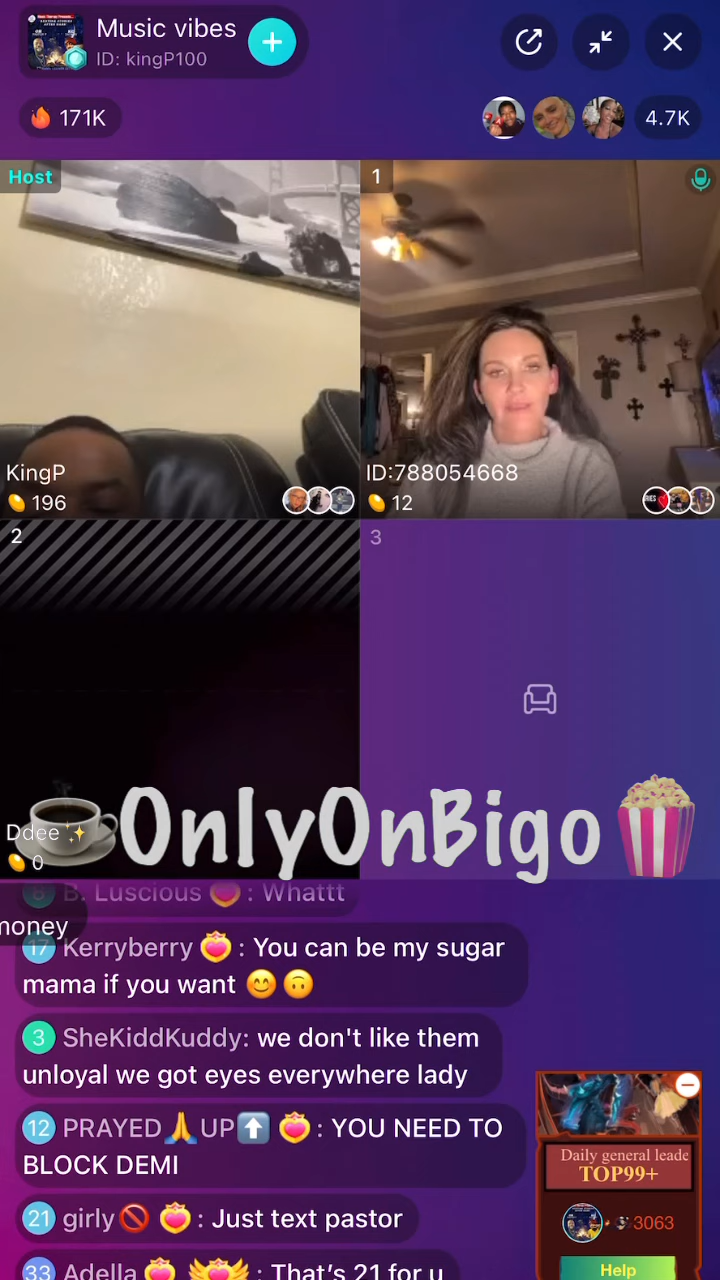 Music vibes
ID: kingP100
171K
4.7K
Host
1
KingP
196
ID:788054668
12
2
3
Ddee
0
OnlyOnBigo
B. Luscious : Whattt
money
17 Kerryberry : You can be my sugar
mama if you want
3 SheKiddKuddy: we don't like them
unloyal we got eyes everywhere lady
12 PRAYED🙏UP⬆️ : YOU NEED TO
BLOCK DEMI
21 girly🚫 : Just text pastor
33 Adella : That's 21 for u
Daily general leade
TOP99+
3063
Help